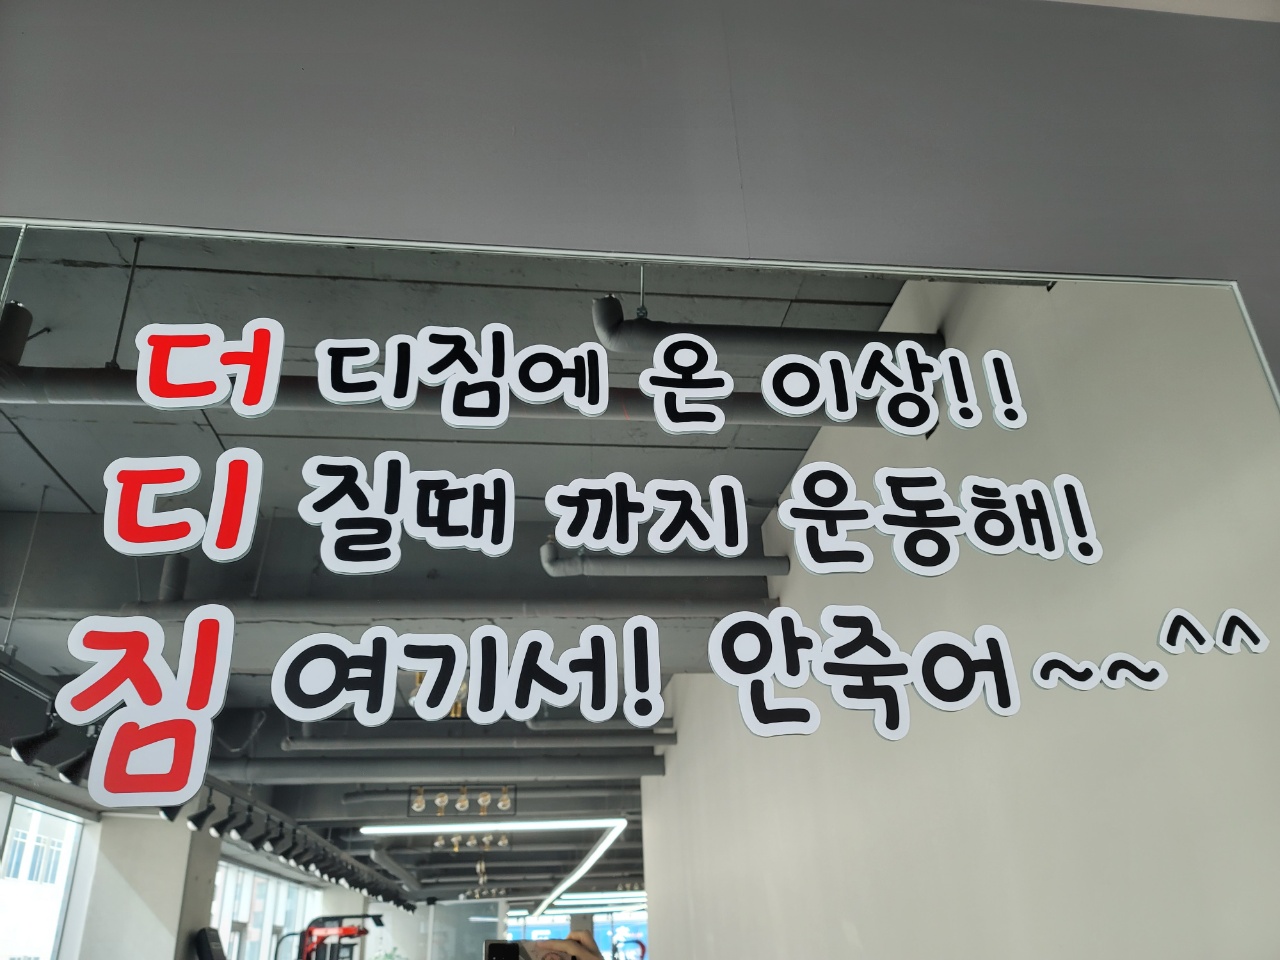 더 디짐에 온 이상!!
디 질때 까지 운동해!
짐 여기서! 안죽어~~^^